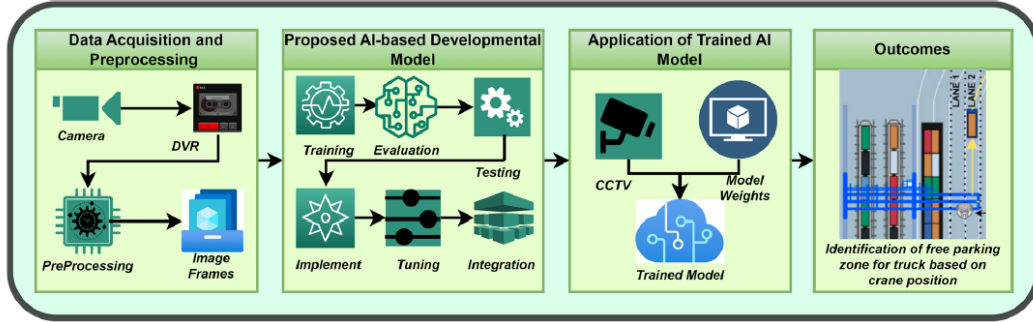 Data Acquisition and
Preprocessing
Camera
DVR
PreProcessing
Image
Frames
Proposed AI-based Developmental
Model
Training
Evaluation
Testing
Implement
Tuning
Integration
Application of Trained AI
Model
CCTV
Model
Weights
Trained Model
Outcomes
LANE 1
LANE 2
Identification of free parking
zone for truck based on
crane position